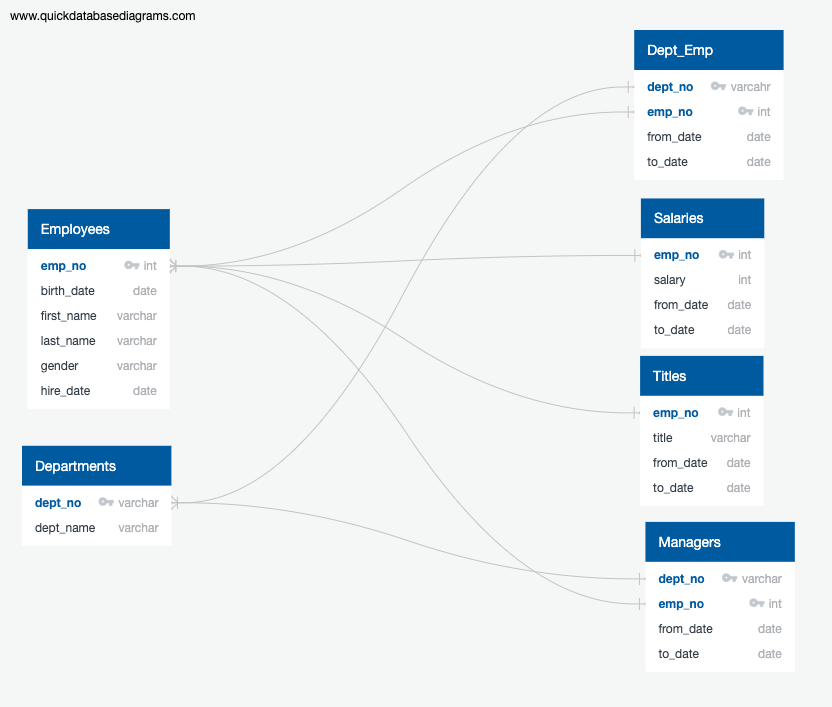 www.quickdatabasediagrams.com
Dept_Emp
dept_no varcahr
emp_no int
from_date date
to_date date
Employees
emp_no int
birth_date date
first_name varchar
last_name varchar
gender varchar
hire_date date
Salaries
emp_no int
salary int
from_date date
to_date date
Titles
emp_no int
title varchar
from_date date
to_date date
Departments
dept_no varchar
dept_name varchar
Managers
dept_no varchar
emp_no int
from_date date
to_date date